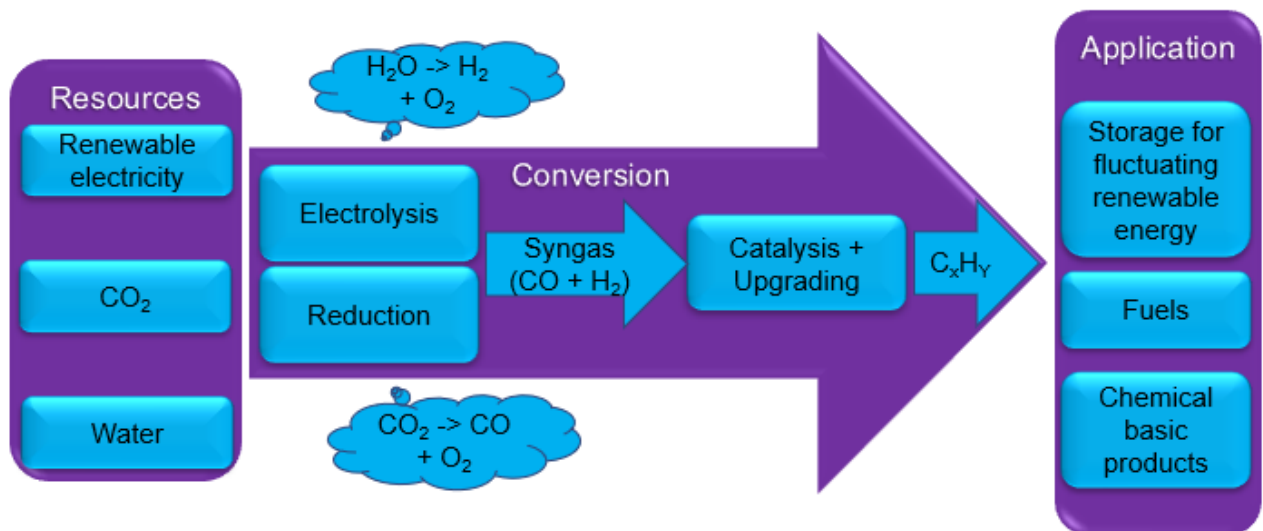 Resources
Renewable
electricity
CO₂
Water
H₂O -> H₂
+ O₂
Conversion
Electrolysis
Reduction
CO₂ -> CO
+ O₂
Syngas
(CO + H₂)
Catalysis +
Upgrading
CₓHᵧ
Application
Storage for
fluctuating
renewable
energy
Fuels
Chemical
basic
products